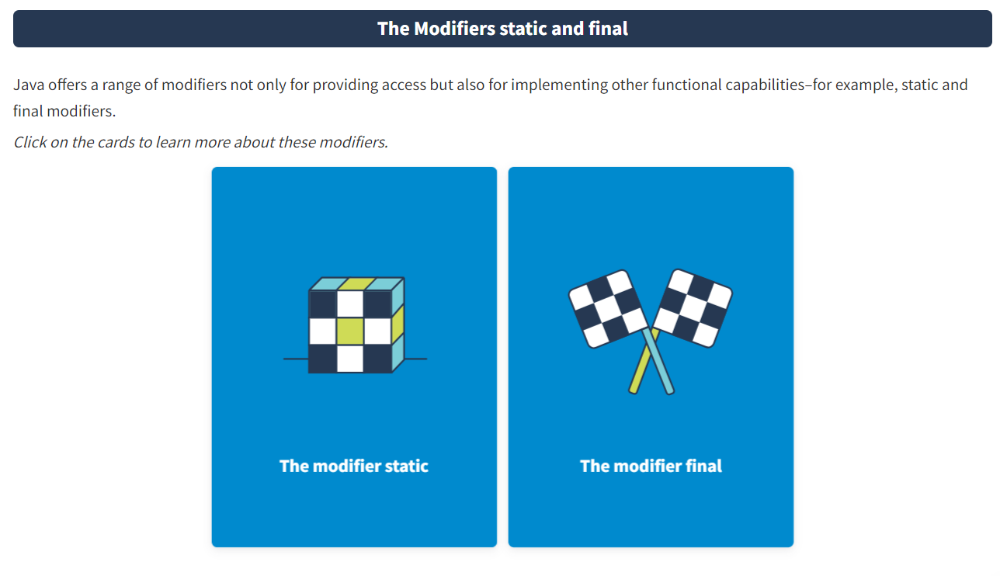 The Modifiers static and final
Java offers a range of modifiers not only for providing access but also for implementing other functional capabilities–for example, static and
final modifiers.
Click on the cards to learn more about these modifiers.
The modifier static
The modifier final